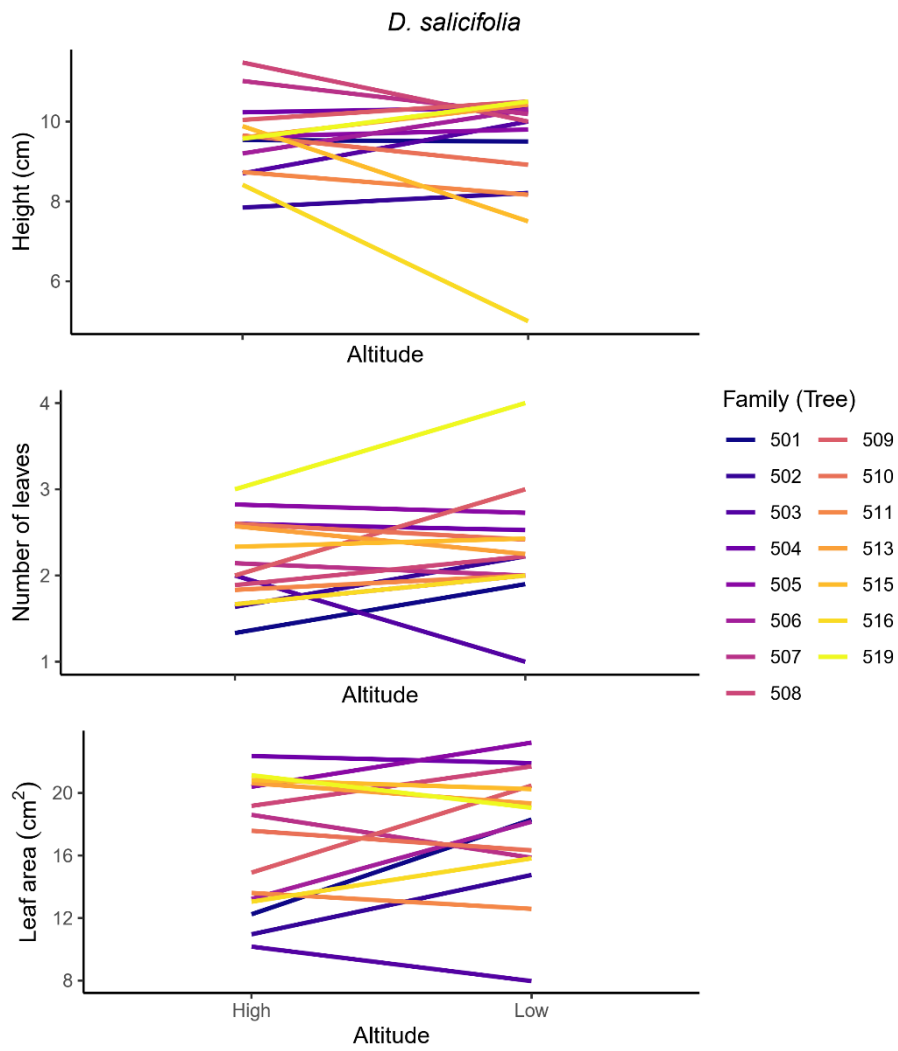 D. salicifolia
Height (cm)
10
8
6
Altitude
Number of leaves
4
3
2
1
Altitude
Leaf area (cm²)
20
16
12
8
High Low
Altitude
Family (Tree)
501 509
502 510
503 511
504 513
505 515
506 516
507 519
508